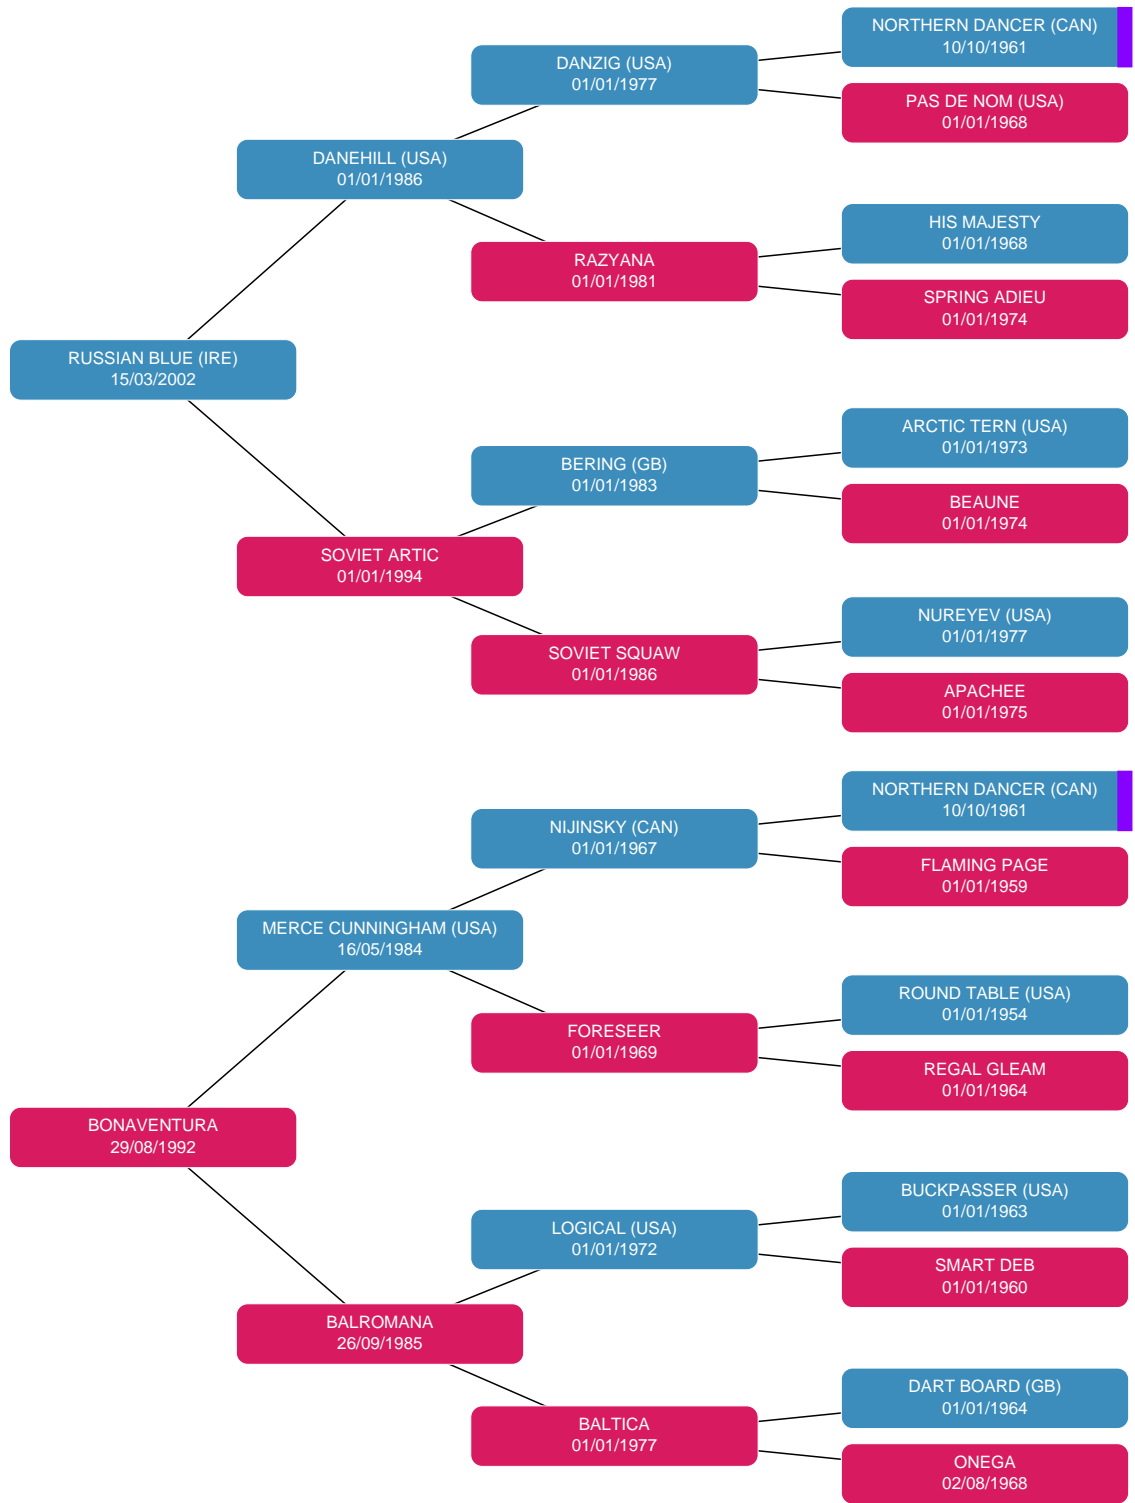 NORTHERN DANCER (CAN)
10/10/1961
DANZIG (USA)
01/01/1977
PAS DE NOM (USA)
01/01/1968
DANEHILL (USA)
01/01/1986
HIS MAJESTY
01/01/1968
RAZYANA
01/01/1981
SPRING ADIEU
01/01/1974
RUSSIAN BLUE (IRE)
15/03/2002
ARCTIC TERN (USA)
01/01/1973
BERING (GB)
01/01/1983
BEAUNE
01/01/1974
SOVIET ARTIC
01/01/1994
NUREYEV (USA)
01/01/1977
SOVIET SQUAW
01/01/1986
APACHEE
01/01/1975
NORTHERN DANCER (CAN)
10/10/1961
NIJINSKY (CAN)
01/01/1967
FLAMING PAGE
01/01/1959
MERCE CUNNINGHAM (USA)
16/05/1984
ROUND TABLE (USA)
01/01/1954
FORESEER
01/01/1969
REGAL GLEAM
01/01/1964
BONAVENTURA
29/08/1992
BUCKPASSER (USA)
01/01/1963
LOGICAL (USA)
01/01/1972
SMART DEB
01/01/1960
BALROMANA
26/09/1985
DART BOARD (GB)
01/01/1964
BALTICA
01/01/1977
ONEGA
02/08/1968